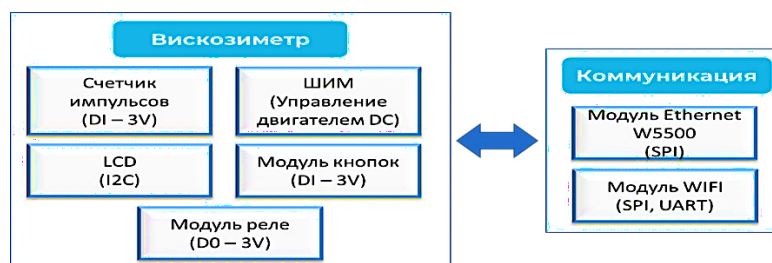 Вискозиметр
Счетчик
импульсов
(DI – 3V)
ШИМ
(Управление
двигателем DC)
LCD
(I2C)
Модуль кнопок
(DI – 3V)
Модуль реле
(D0 – 3V)
Коммуникация
Модуль Ethernet
W5500
(SPI)
Модуль WIFI
(SPI, UART)